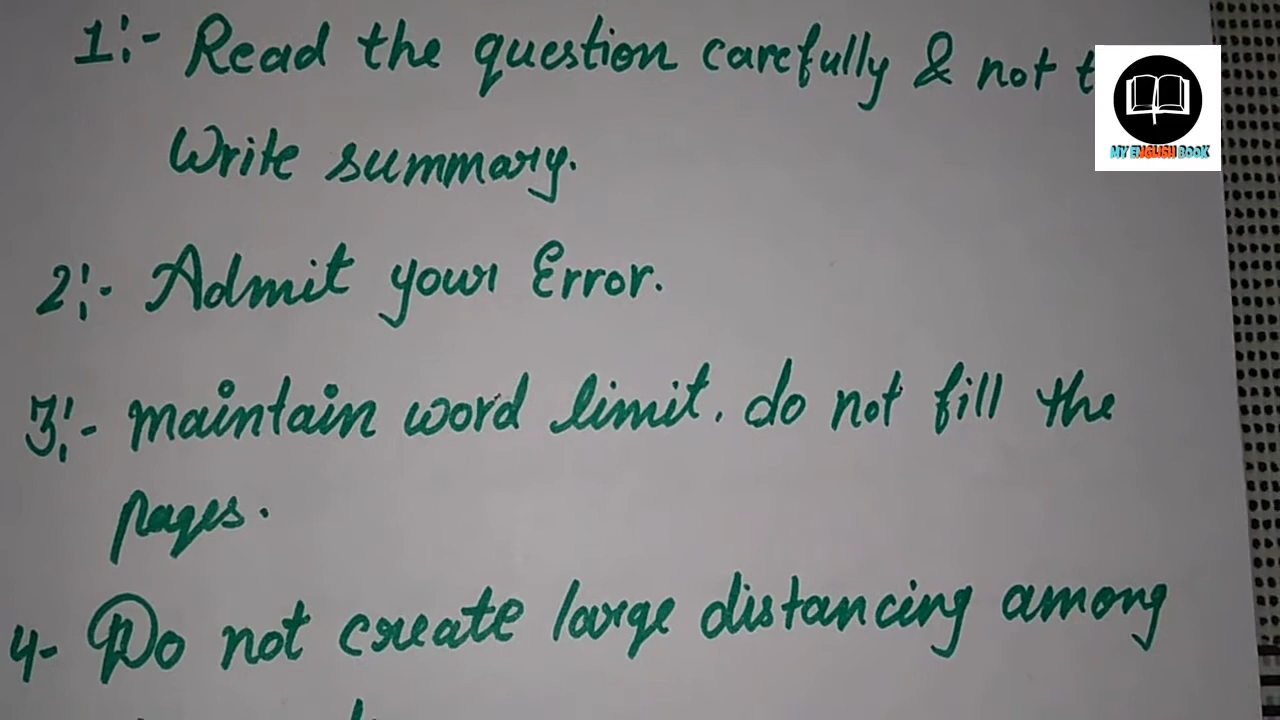 1:- Read the question carefully & not
Write summary.
2:- Admit your Error.
3:- maintain word limit. do not fill the
pages.
4- Do not create large distancing among
MY ENGLISH BOOK